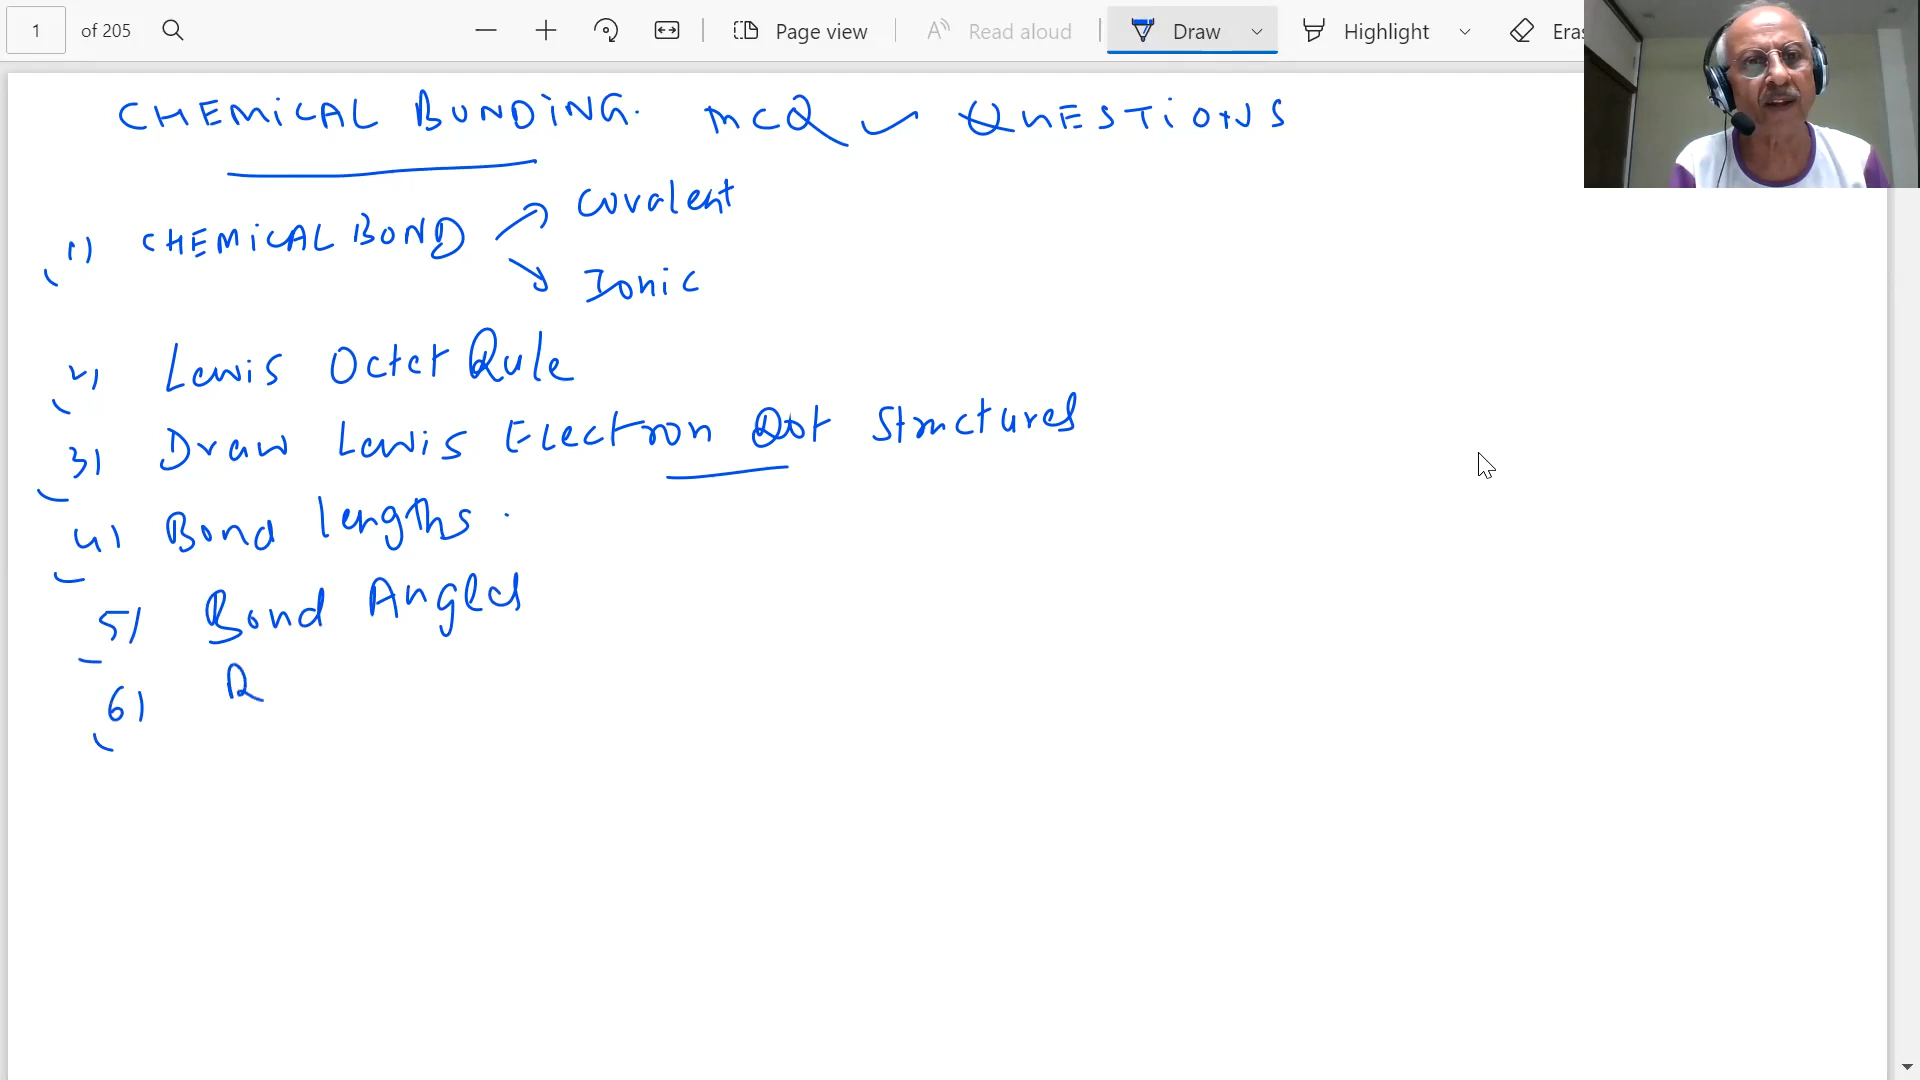 1 of 205 Page view Read aloud Draw Highlight Eras
CHEMICAL BONDING. MCQ QUESTIONS
1) CHEMICAL BOND Covalent
Ionic
2) Lewis Octet Rule
3) Draw Lewis Electron Dot Structures
4) Bond lengths.
5) Bond Angles
6) R